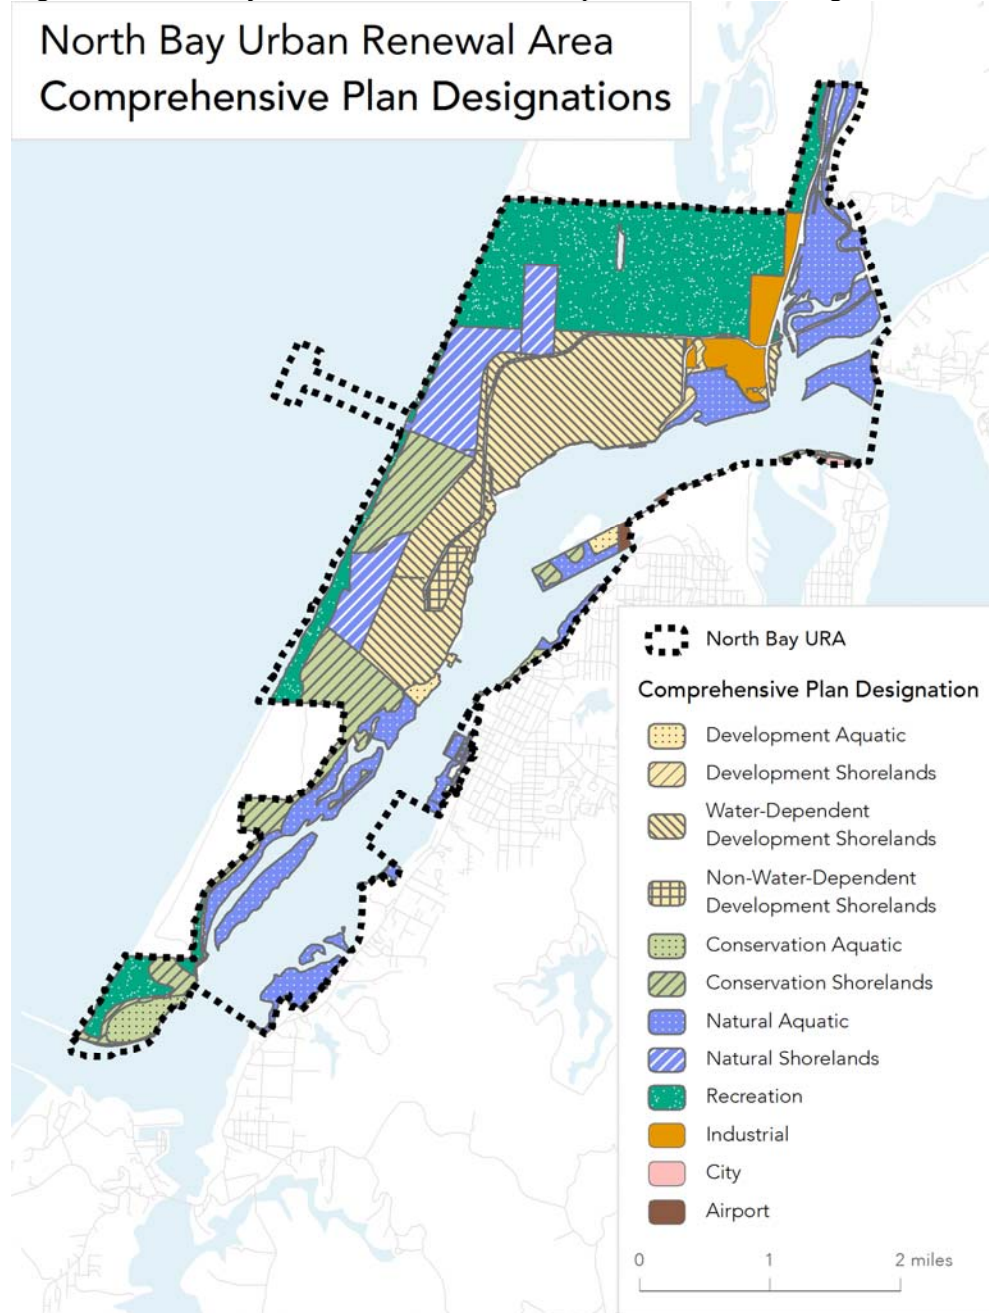 North Bay Urban Renewal Area
Comprehensive Plan Designations
North Bay URA
Comprehensive Plan Designation
Development Aquatic
Development Shorelands
Water-Dependent
Development Shorelands
Non-Water-Dependent
Development Shorelands
Conservation Aquatic
Conservation Shorelands
Natural Aquatic
Natural Shorelands
Recreation
Industrial
City
Airport
0 1 2 miles